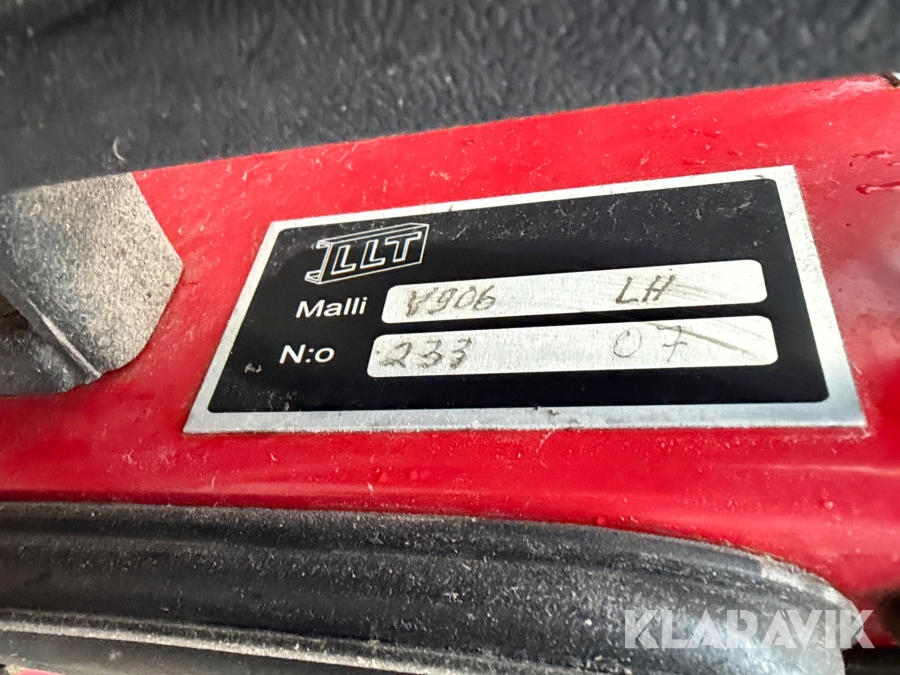 LLT
Malli V906 LH
N:o 233 07
KLARAVIK